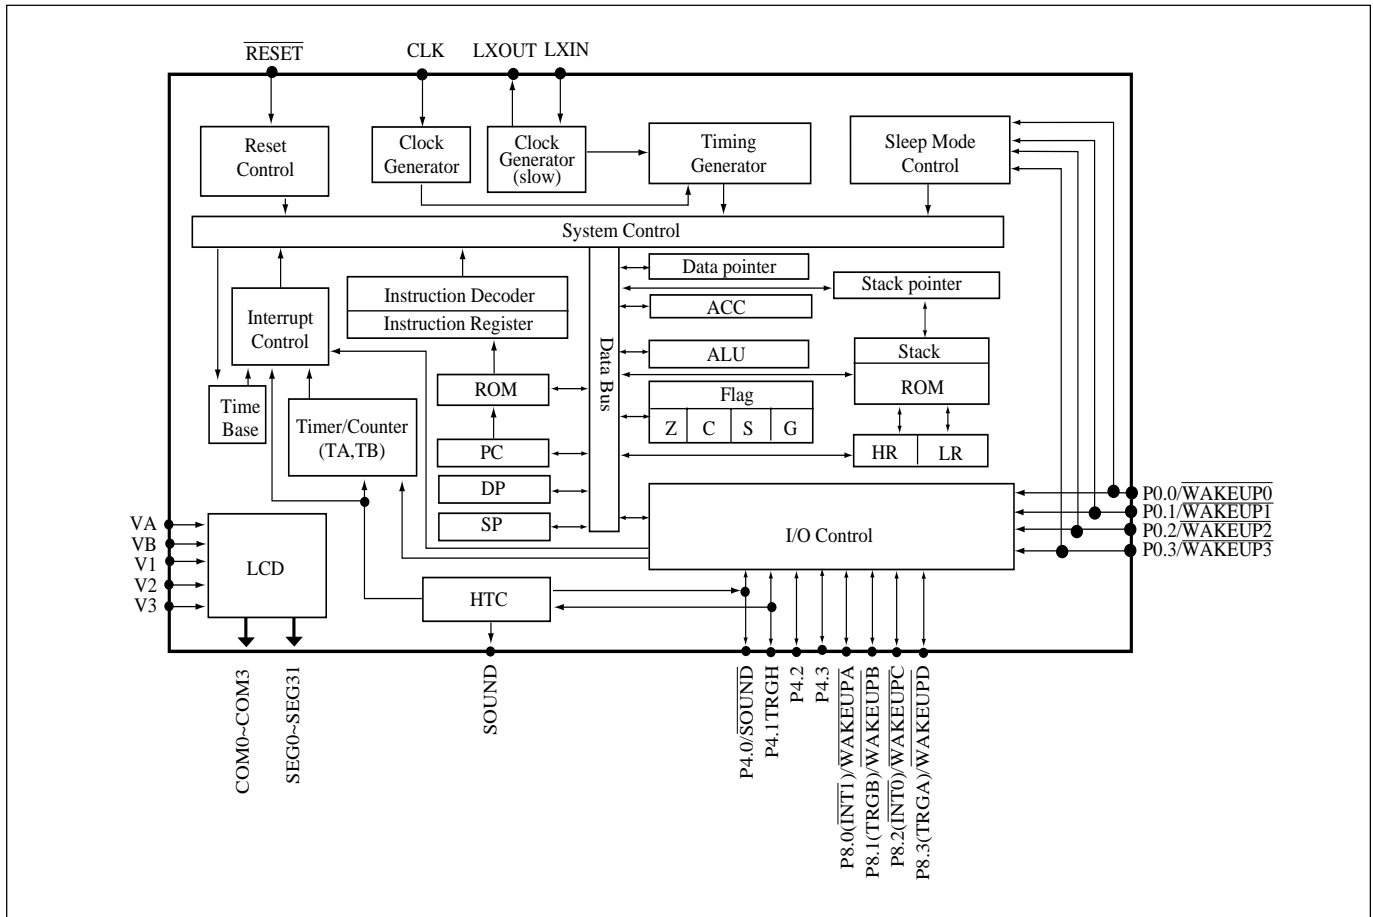 RESET CLK LXOUT LXIN
Reset
Control
Clock
Generator
Clock
Generator
(slow)
Timing
Generator
Sleep Mode
Control
System Control
Interrupt
Control
Instruction Decoder
Instruction Register
Data Bus
Data pointer
Stack pointer
ACC
ALU
Stack
ROM
Flag
Z C S G
HR LR
Time
Base
Timer/Counter
(TA,TB)
ROM
PC
DP
SP
I/O Control
P0.0/WAKEUP0
P0.1/WAKEUP1
P0.2/WAKEUP2
P0.3/WAKEUP3
VA
VB
V1
V2
V3
LCD
HTC
COM0~COM3
SEG0~SEG31
SOUND
P4.0/SOUND
P4.1TRGH
P4.2
P4.3
P8.0(INT1)/WAKEUPA
P8.1(TRGB)/WAKEUPB
P8.2(INT0)/WAKEUPC
P8.3(TRGA)/WAKEUPD